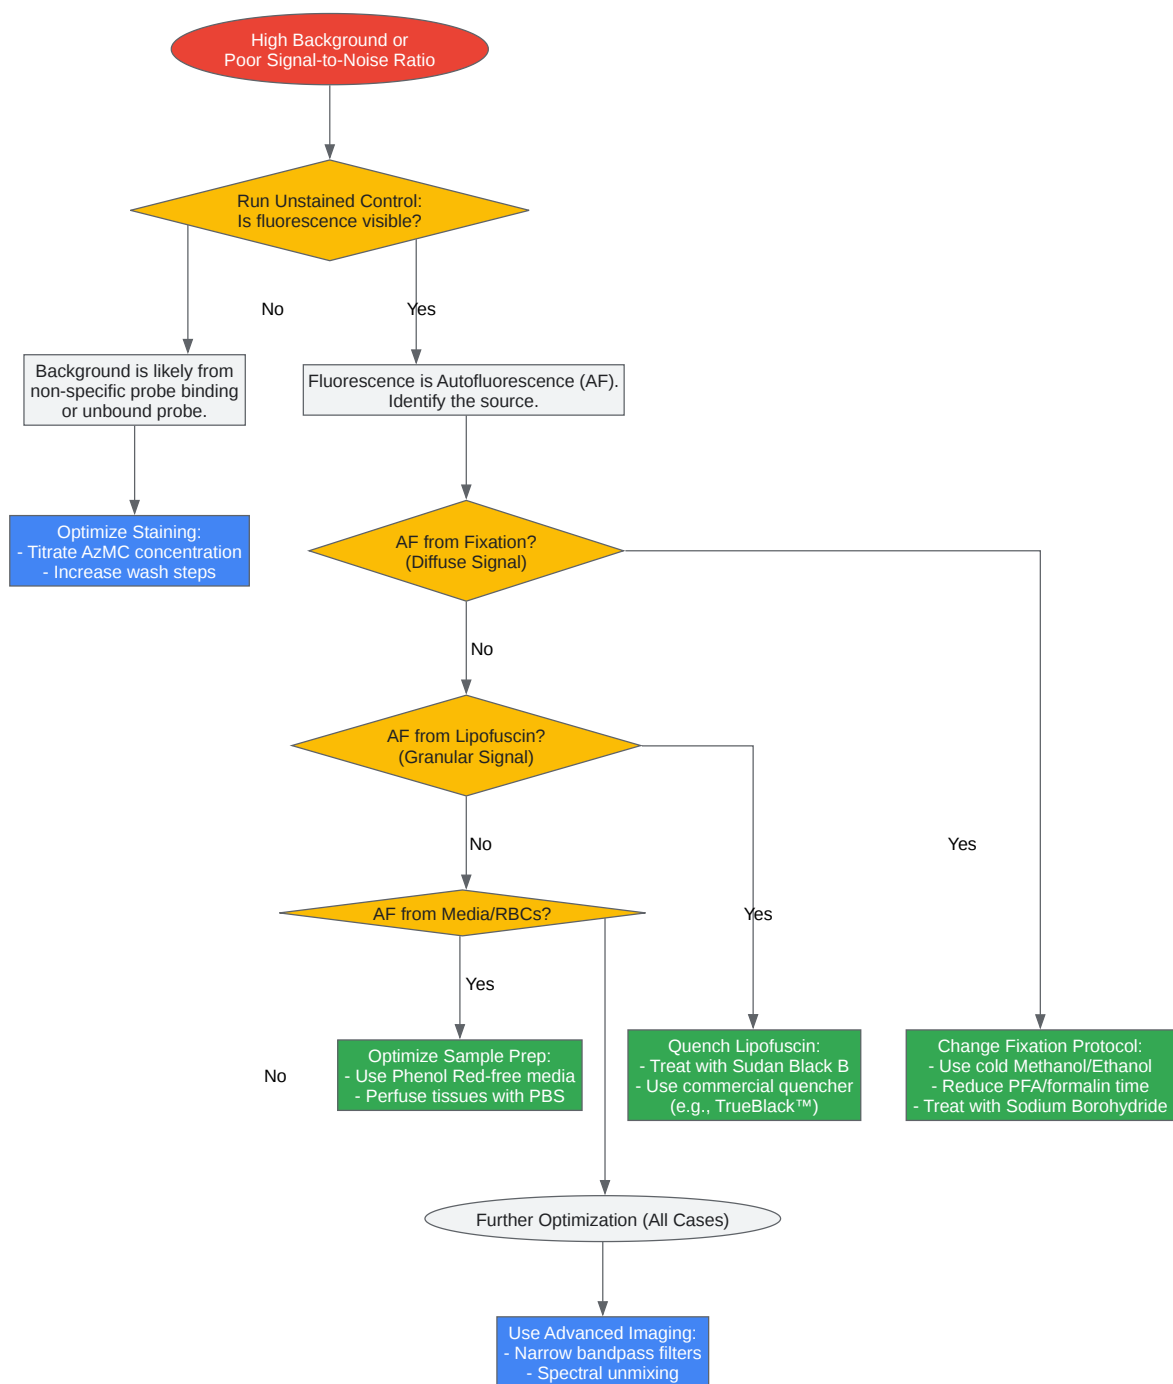 High Background or
Poor Signal-to-Noise Ratio
Run Unstained Control:
Is fluorescence visible?
No
Yes
Background is likely from
non-specific probe binding
or unbound probe.
Fluorescence is Autofluorescence (AF).
Identify the source.
Optimize Staining:
- Titrate AzMC concentration
- Increase wash steps
AF from Fixation?
(Diffuse Signal)
No
AF from Lipofuscin?
(Granular Signal)
No
Yes
AF from Media/RBCs?
Yes
Yes
No
Optimize Sample Prep:
- Use Phenol Red-free media
- Perfuse tissues with PBS
Quench Lipofuscin:
- Treat with Sudan Black B
- Use commercial quencher
(e.g., TrueBlack™)
Change Fixation Protocol:
- Use cold Methanol/Ethanol
- Reduce PFA/formalin time
- Treat with Sodium Borohydride
Further Optimization (All Cases)
Use Advanced Imaging:
- Narrow bandpass filters
- Spectral unmixing